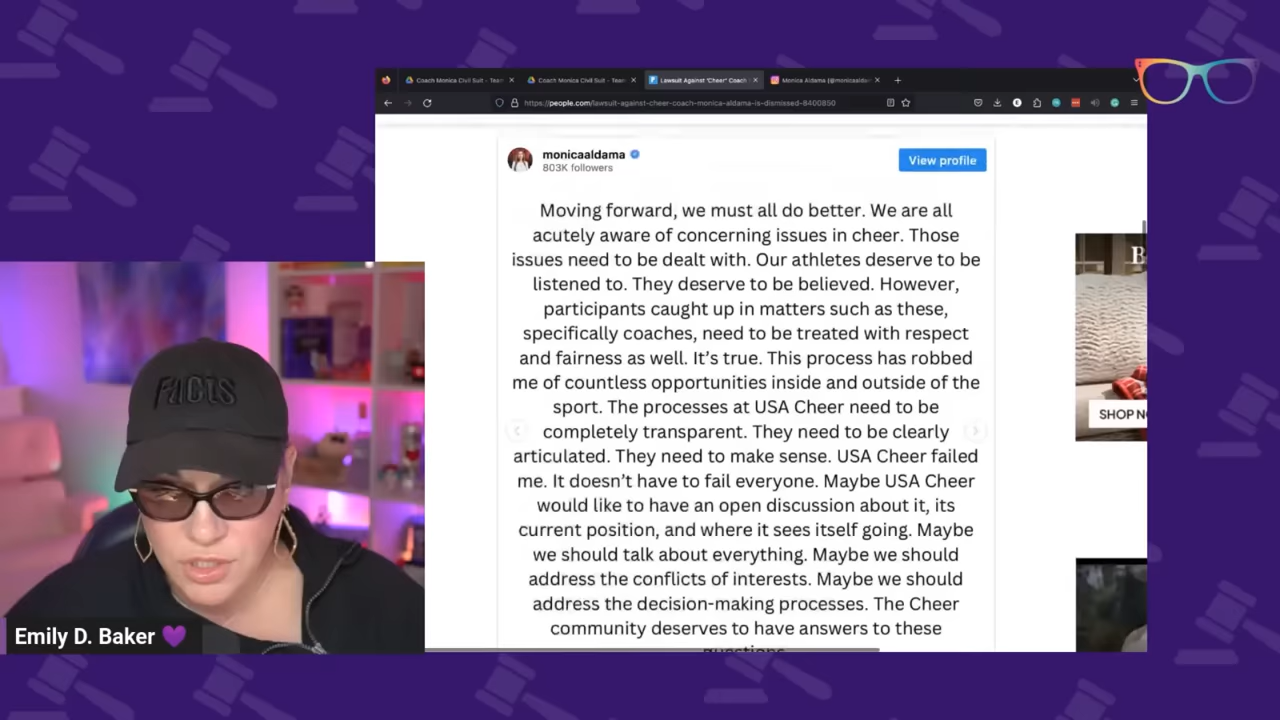 Coach Monica Civil Suit - Tear
Coach Monica Civil Suit - Tear
Lawsuit Against "Cheer" Coach
Monica Aldama (@monicaalda
https://people.com/lawsuit-against-cheer-coach-monica-aldama-is-dismissed-8400850
monicaaldama
803K followers
View profile
Moving forward, we must all do better. We are all
acutely aware of concerning issues in cheer. Those
issues need to be dealt with. Our athletes deserve to be
listened to. They deserve to be believed. However,
participants caught up in matters such as these,
specifically coaches, need to be treated with respect
and fairness as well. It's true. This process has robbed
me of countless opportunities inside and outside of the
sport. The processes at USA Cheer need to be
completely transparent. They need to be clearly
articulated. They need to make sense. USA Cheer failed
me. It doesn't have to fail everyone. Maybe USA Cheer
would like to have an open discussion about it, its
current position, and where it sees itself going. Maybe
we should talk about everything. Maybe we should
address the conflicts of interests. Maybe we should
address the decision-making processes. The Cheer
community deserves to have answers to these
questions
SHOP N
FACTS
Emily D. Baker 💜